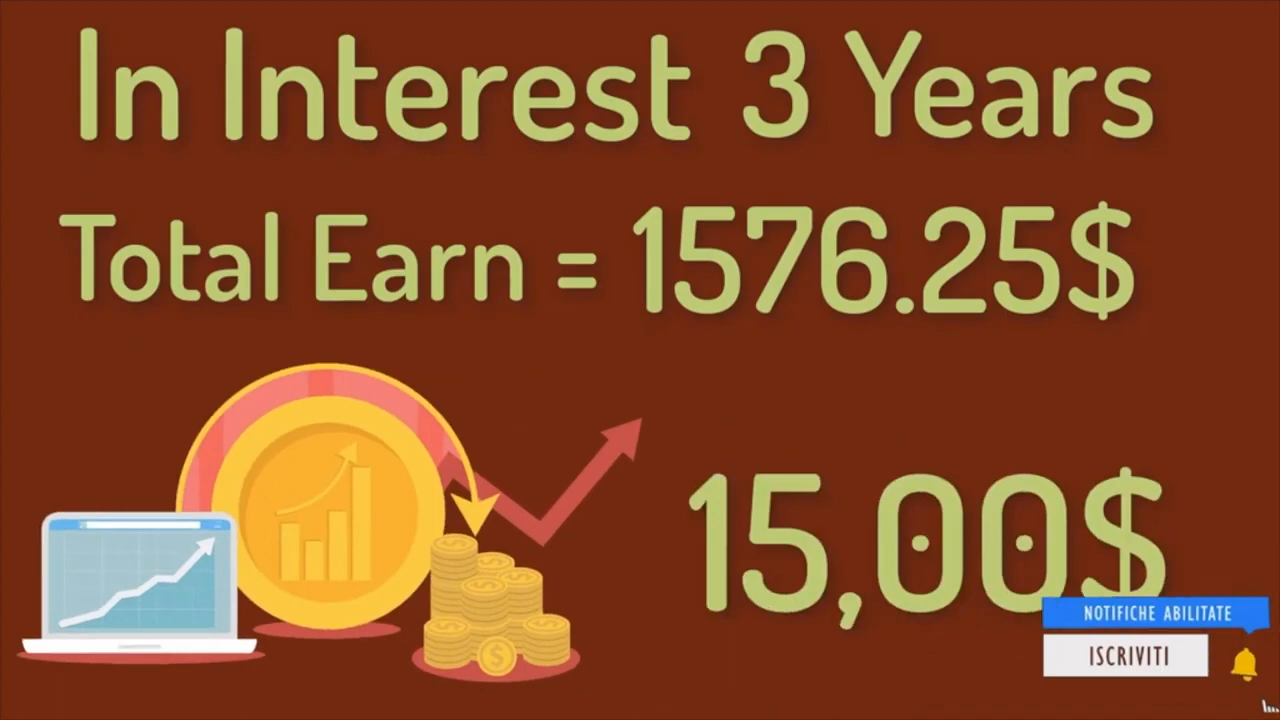 In Interest 3 Years
Total Earn = 1576.25$
15,00$
NOTIFICHE ABILITATE
ISCRIVITI